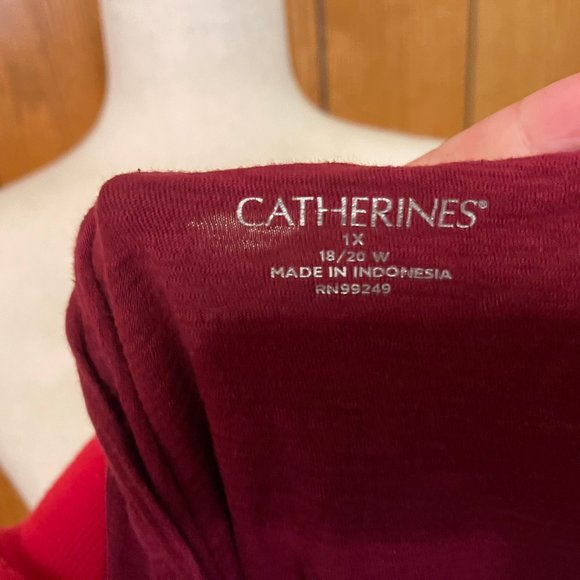 CATHERINES®
1X
18/20 W
MADE IN INDONESIA
RN99249